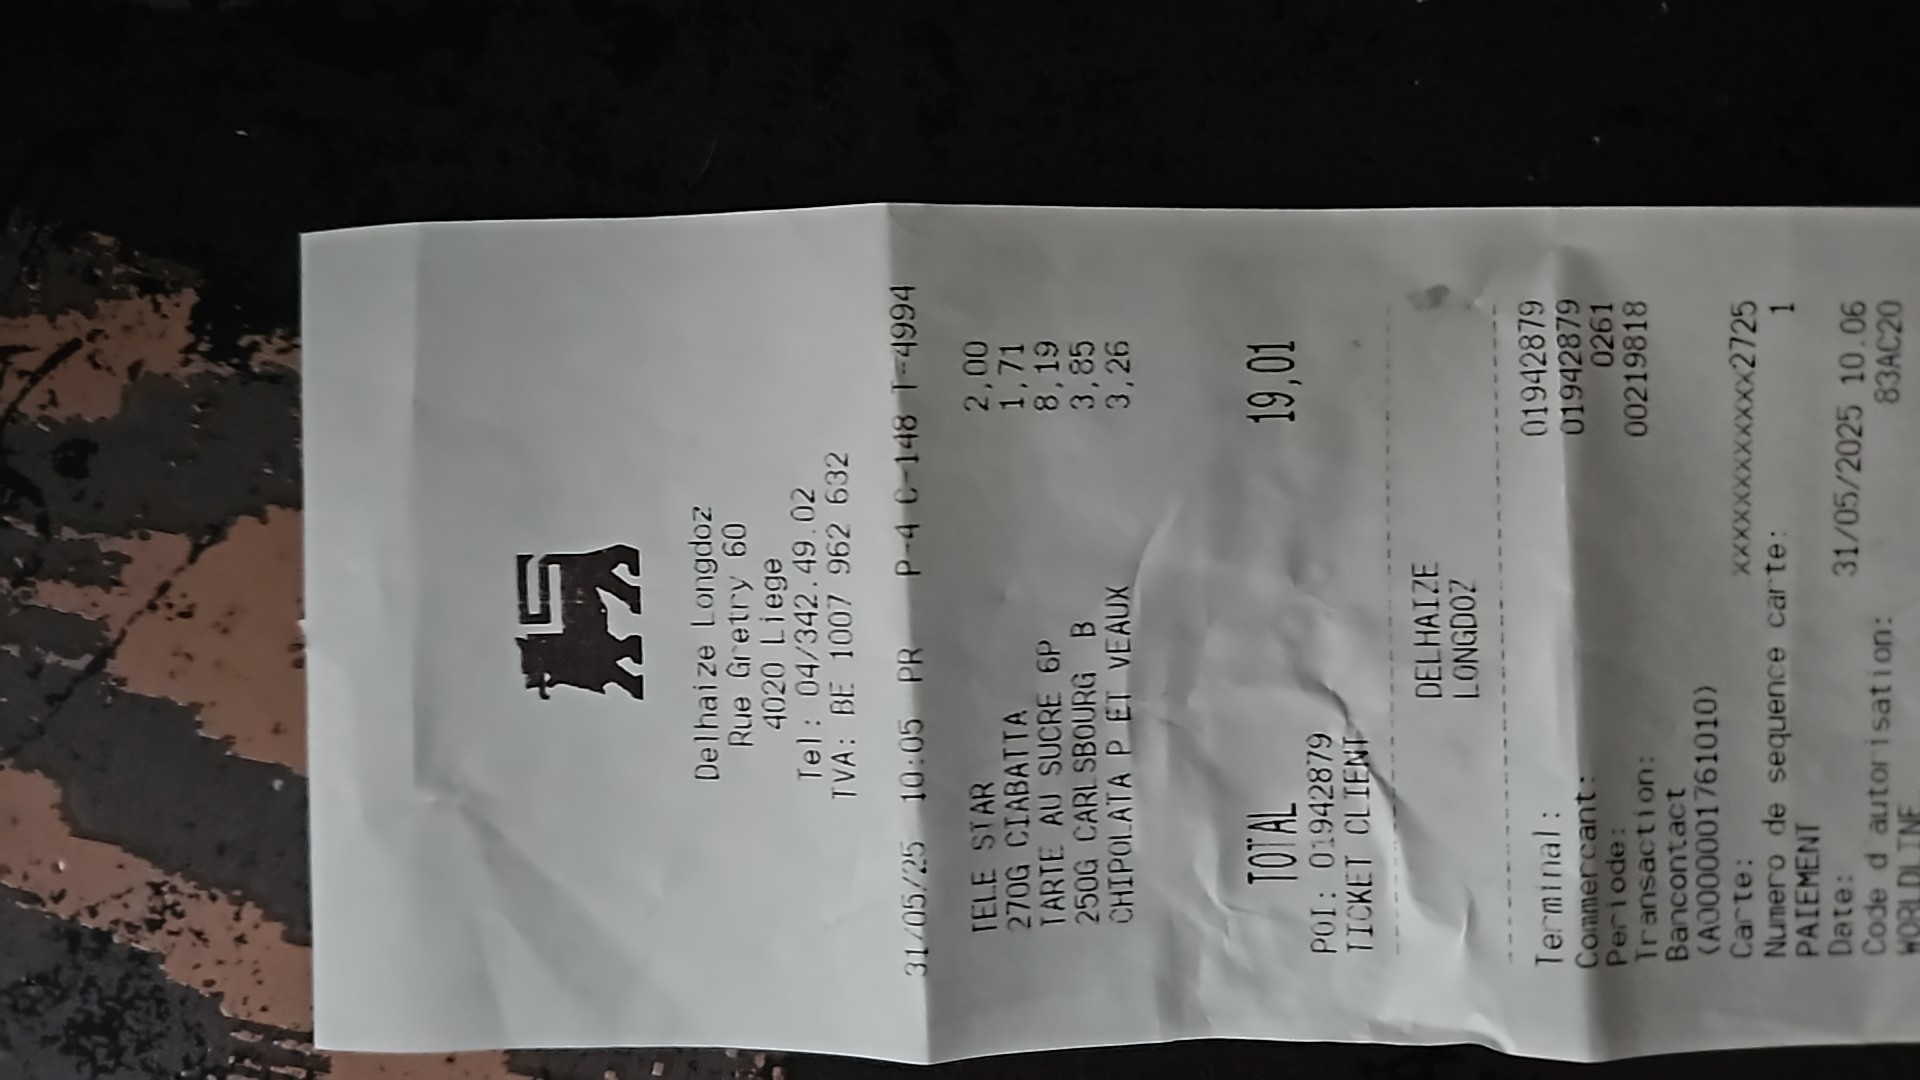 Delhaize Longdoz
Rue Gretry 60
4020 Liege
Tel : 04/342.49.02
TVA: BE 1007 962 632
31/05/25 10:05 PR P-4 C-148 T-4994
TELE STAR 2,00
270G CIABATTA 1,71
TARTE AU SUCRE 6P 8,19
250G CARLSBOURG B 3,85
CHIPOLATA P ET VEAUX 3,26
TOTAL 19,01
POI: 01942879
TICKET CLIENT
DELHAIZE
LONGDOZ
Terminal: 01942879
Commercant: 01942879
Periode: 0261
Transaction: 00219818
Bancontact
(A0000001761010)
Carte: xxxxxxxxxxxxx2725
Numero de sequence carte: 1
PAIEMENT
Date: 31/05/2025 10.06
Code d autorisation: 83AC20
WORLDLINE